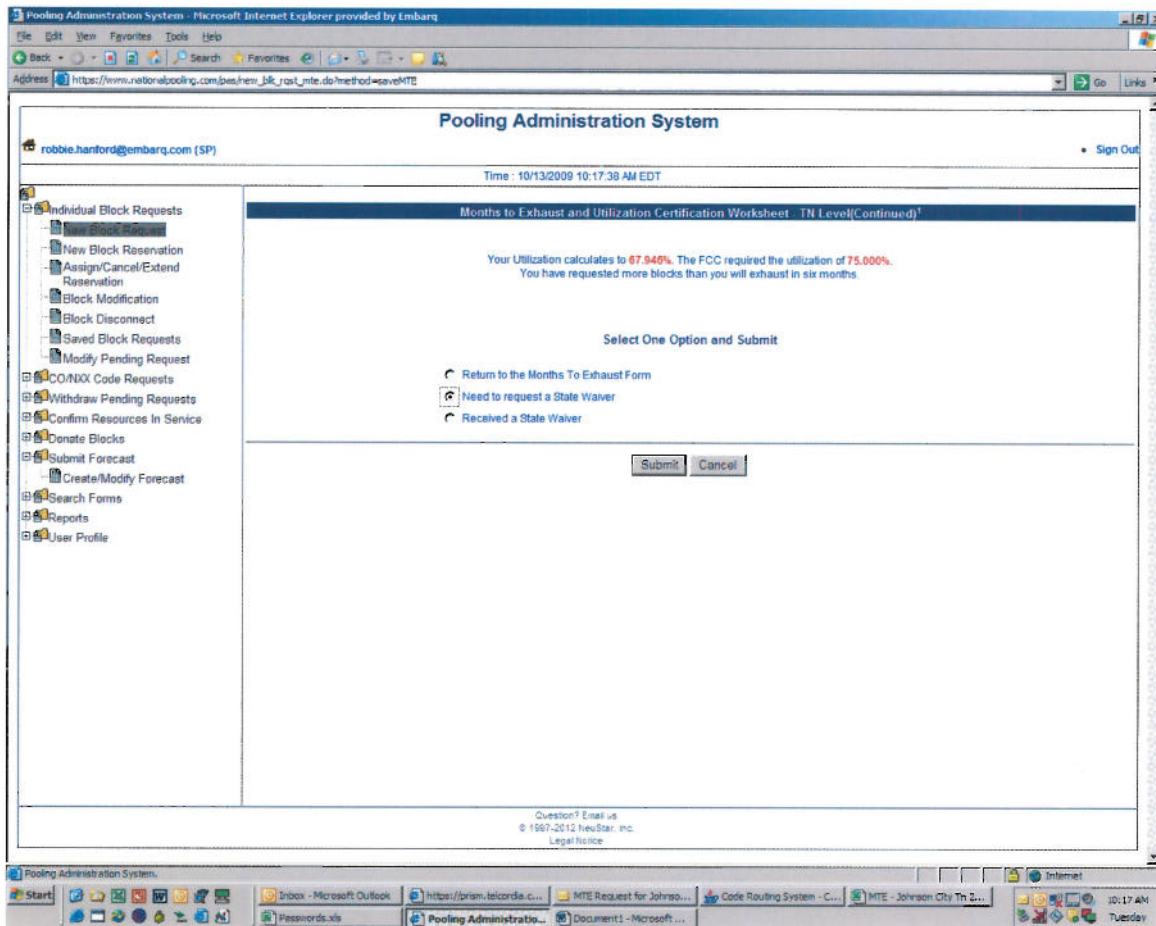 Pooling Administration System - Microsoft Internet Explorer provided by Embarq
File Edit View Favorites Tools Help
Back Search Favorites
Address https://www.nationalpooling.com/pas/new_blk_rqst_mte.do?method=saveMTE Go Links
Pooling Administration System
robbie.hanford@embarq.com (SP) • Sign Out
Time : 10/13/2009 10:17:38 AM EDT
Individual Block Requests
New Block Request
New Block Reservation
Assign/Cancel/Extend
Reservation
Block Modification
Block Disconnect
Saved Block Requests
Modify Pending Request
CO/NXX Code Requests
Withdraw Pending Requests
Confirm Resources In Service
Donate Blocks
Submit Forecast
Create/Modify Forecast
Search Forms
Reports
User Profile
Months to Exhaust and Utilization Certification Worksheet - TN Level(Continued)¹
Your Utilization calculates to 67.946%. The FCC required the utilization of 75.000%.
You have requested more blocks than you will exhaust in six months.
Select One Option and Submit
Return to the Months To Exhaust Form
Need to request a State Waiver
Received a State Waiver
Submit Cancel
Question? Email us
© 1997-2012 NeuStar, Inc.
Legal Notice
Pooling Administration System. Internet
Start Inbox - Microsoft Outlook https://prism.telcordia.c... MTE Request for Johnso... Code Routing System - C... MTE - Johnson City Tn 2... 10:17 AM
Passwords.xls Pooling Administratio... Document1 - Microsoft ... Tuesday